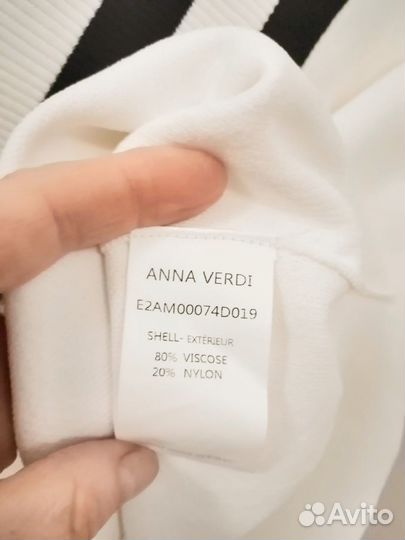 ANNA VERDI
E2AM00074D019
SHELL- EXTÉRIEUR
80% VISCOSE
20% NYLON
Avito